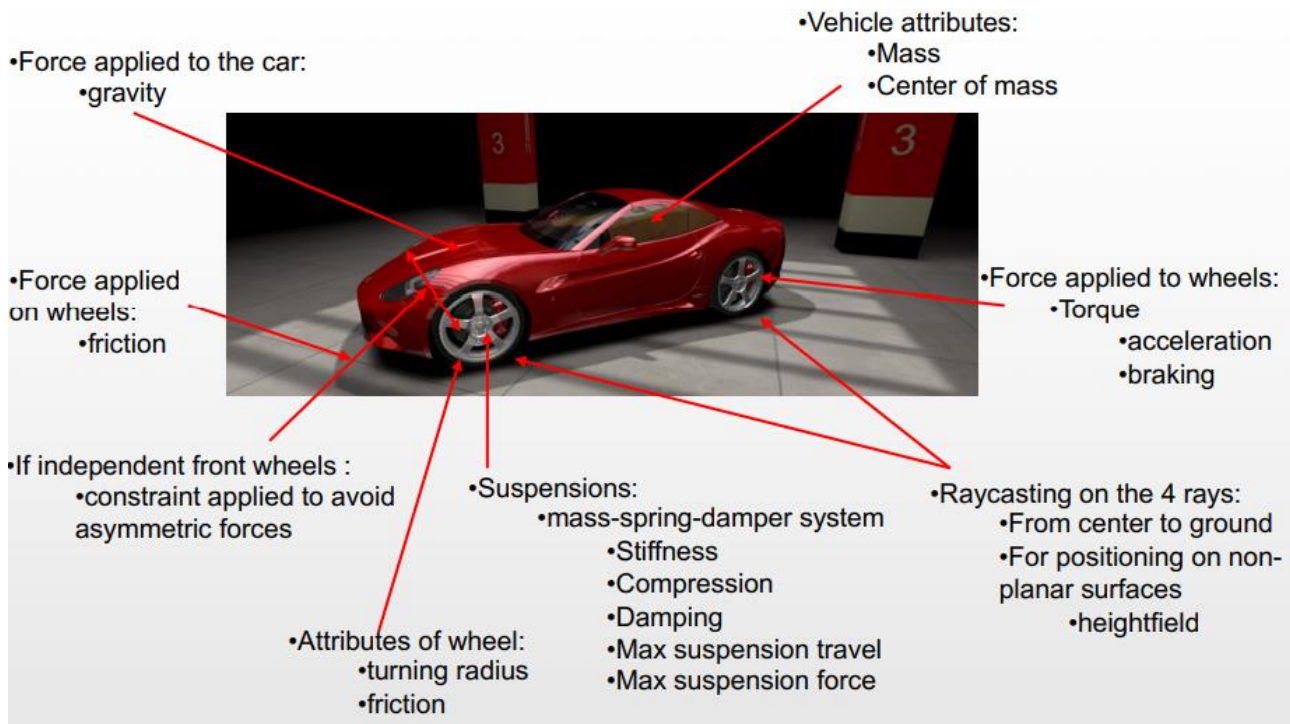 •Vehicle attributes:
•Mass
•Center of mass
•Force applied to the car:
•gravity
3
3
•Force applied
on wheels:
•friction
•Force applied to wheels:
•Torque
•acceleration
•braking
•If independent front wheels :
•constraint applied to avoid
asymmetric forces
•Suspensions:
•mass-spring-damper system
•Stiffness
•Compression
•Damping
•Max suspension travel
•Max suspension force
•Raycasting on the 4 rays:
•From center to ground
•For positioning on non-
planar surfaces
•heightfield
•Attributes of wheel:
•turning radius
•friction